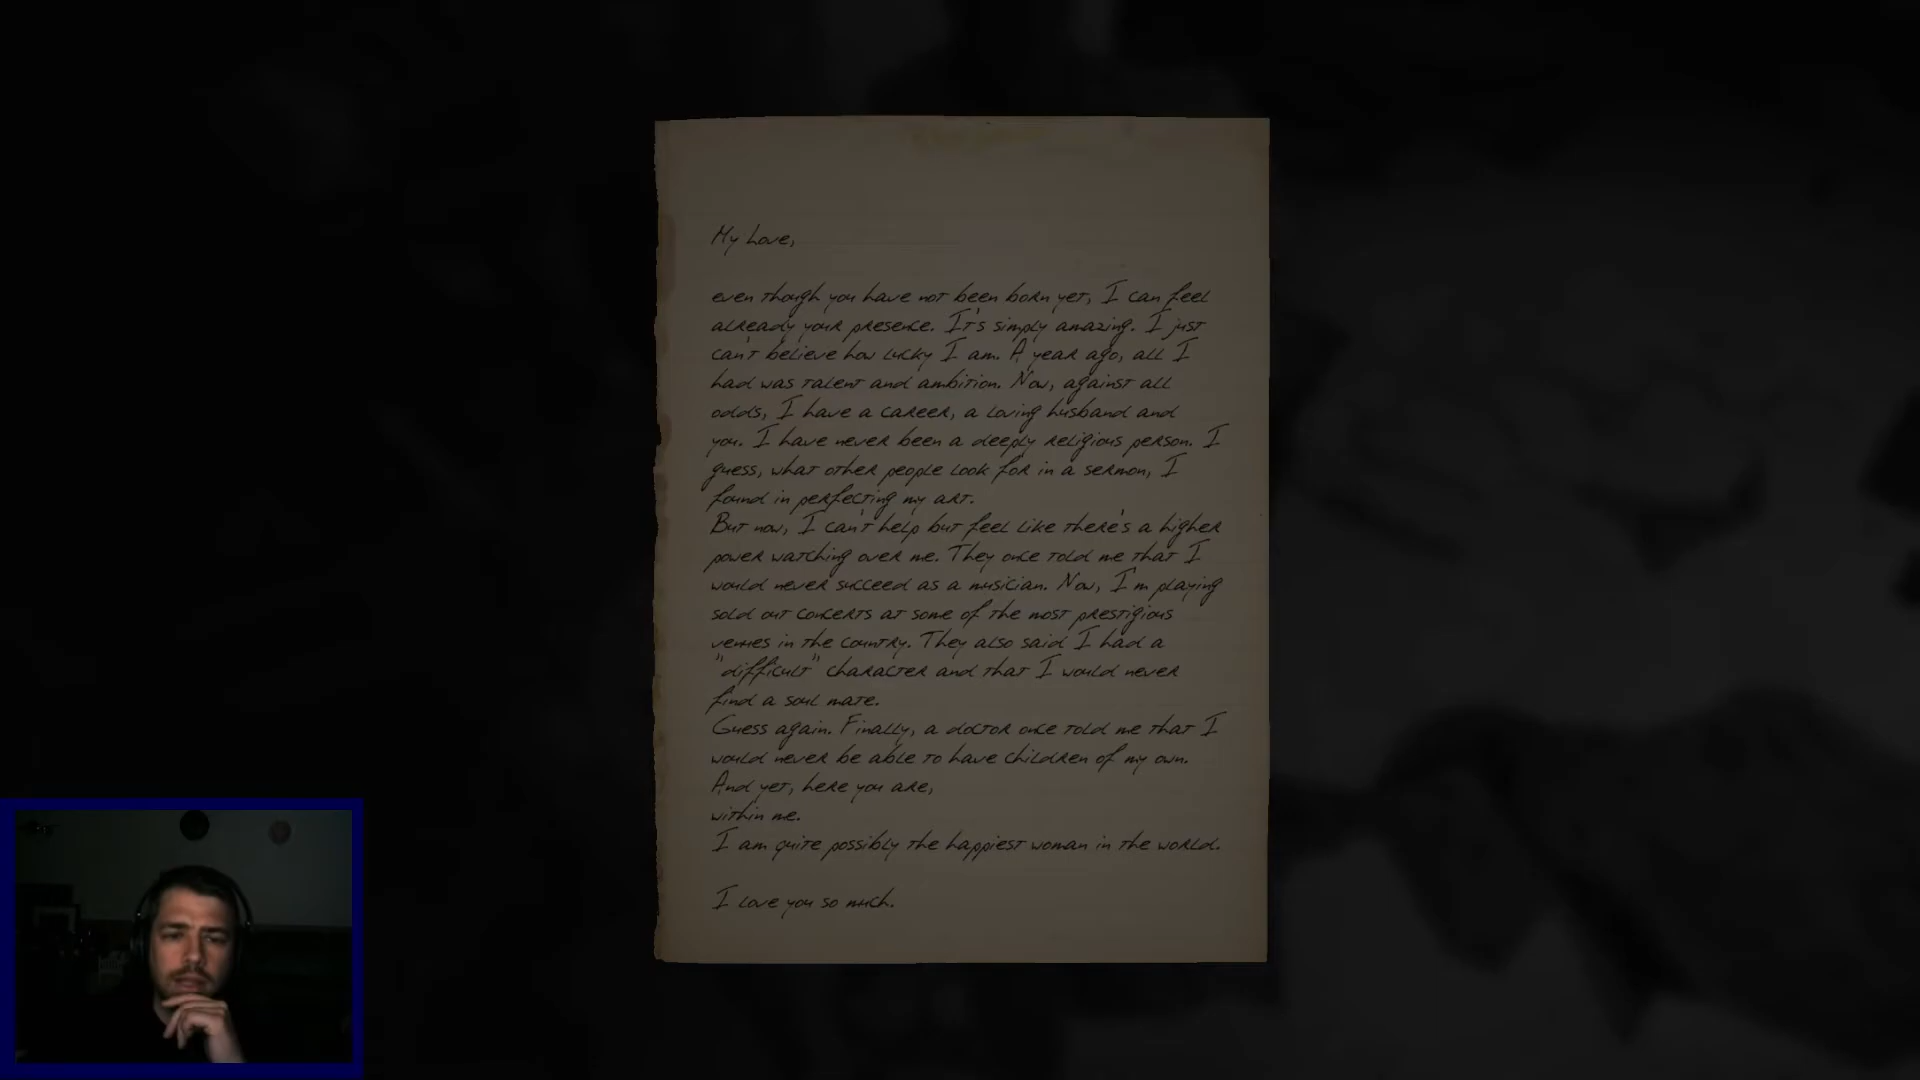 My Love,
even though you have not been born yet, I can feel
already your presence. It's simply amazing. I just
can't believe how lucky I am. A year ago, all I
had was talent and ambition. Now, against all
odds, I have a career, a loving husband and
you. I have never been a deeply religious person. I
guess, what other people look for in a sermon, I
found in perfecting my art.
But now, I can't help but feel like there's a higher
power watching over me. They once told me that I
would never succeed as a musician. Now, I'm playing
sold out concerts at some of the most prestigious
venues in the country. They also said I had a
"difficult" character and that I would never
find a soul mate.
Guess again. Finally, a doctor once told me that I
would never be able to have children of my own.
And yet, here you are,
within me.
I am quite possibly the happiest woman in the world.
I love you so much.